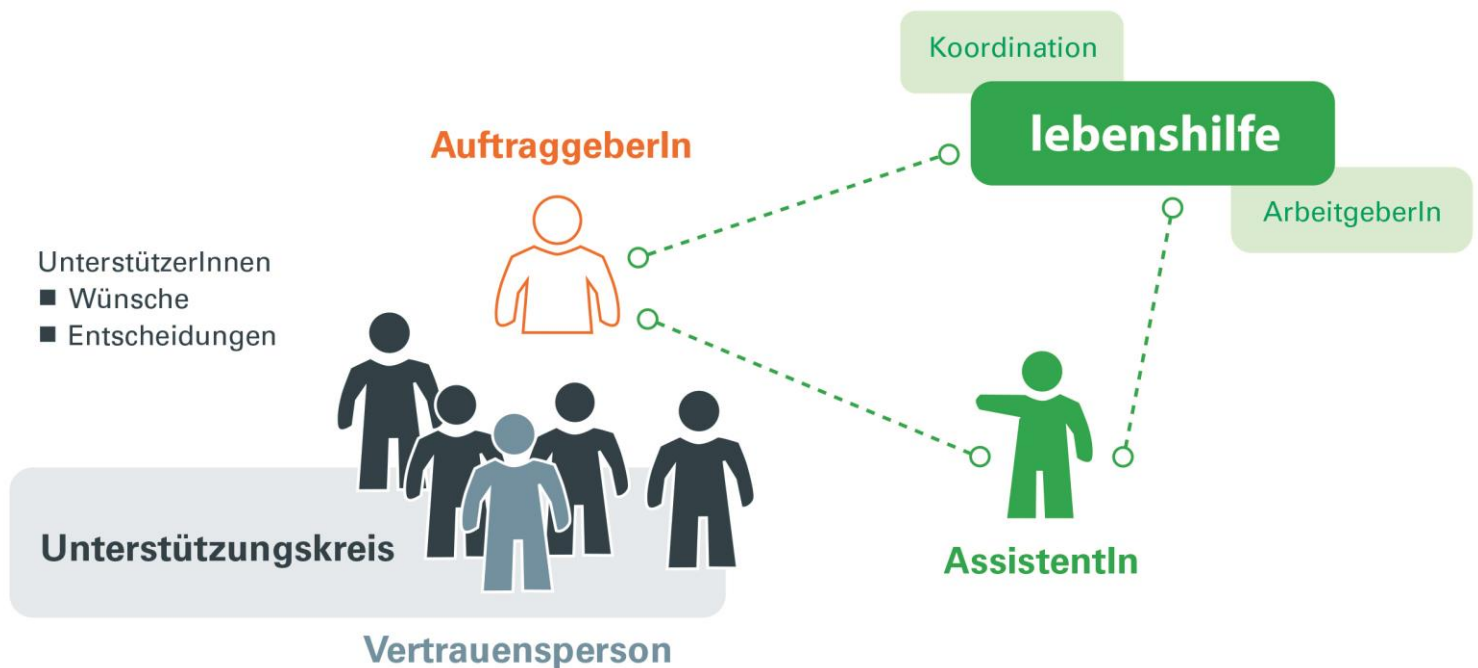 Koordination
lebenshilfe
ArbeitgeberIn
AuftraggeberIn
UnterstützerInnen
■ Wünsche
■ Entscheidungen
Unterstützungskreis
AssistentIn
Vertrauensperson